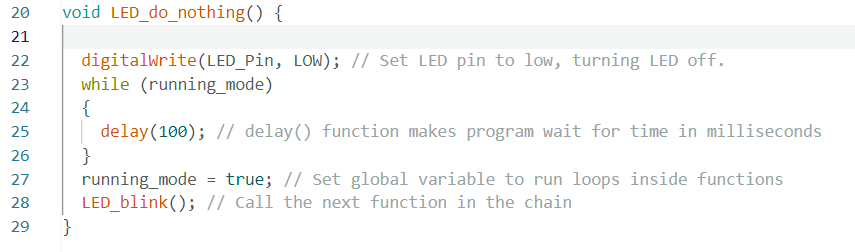 20 void LED_do_nothing() {
21
22   digitalWrite(LED_Pin, LOW); // Set LED pin to low, turning LED off.
23   while (running_mode)
24   {
25     delay(100); // delay() function makes program wait for time in milliseconds
26   }
27   running_mode = true; // Set global variable to run loops inside functions
28   LED_blink(); // Call the next function in the chain
29 }